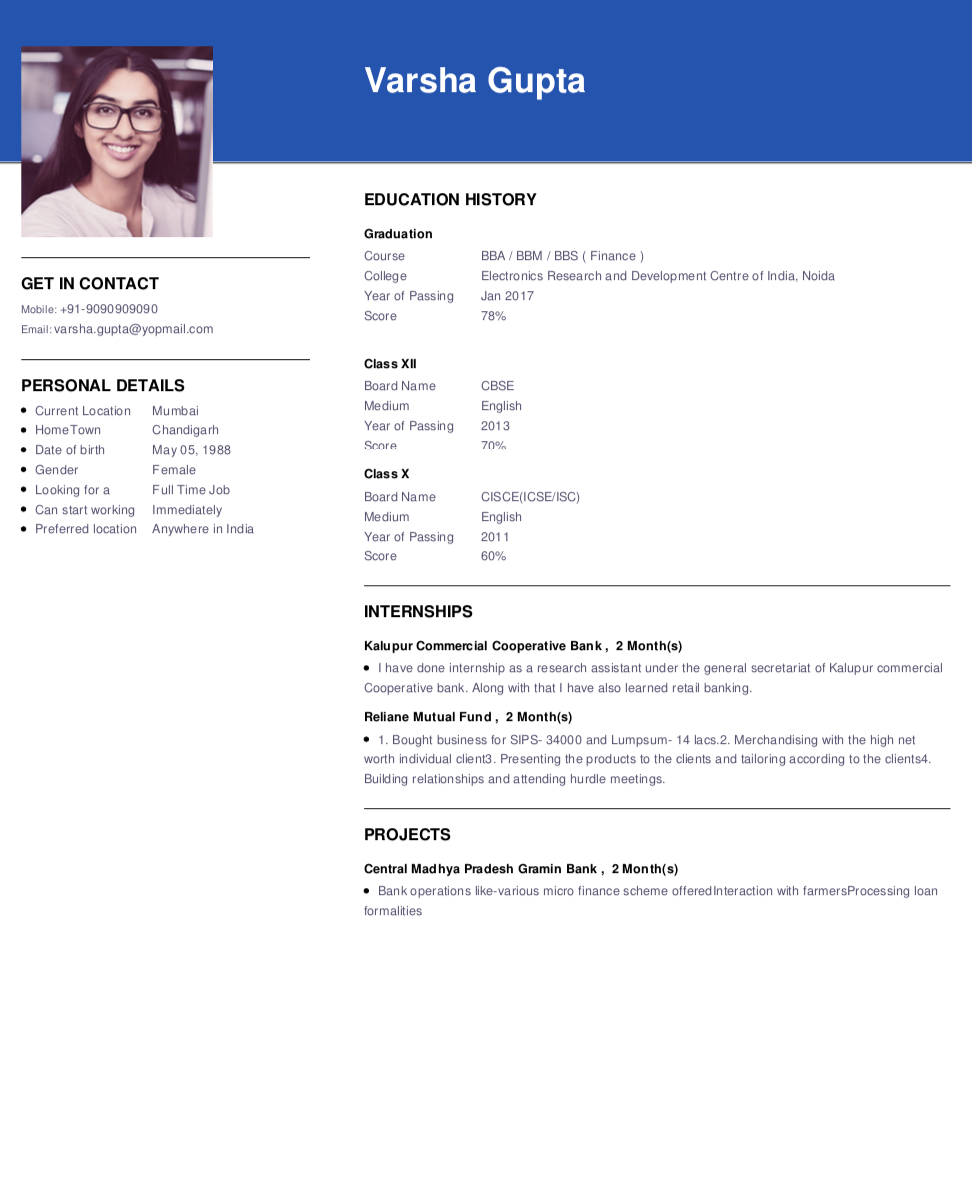 Varsha Gupta
GET IN CONTACT
Mobile: +91-9090909090
Email: varsha.gupta@yopmail.com
PERSONAL DETAILS
• Current Location Mumbai
• HomeTown Chandigarh
• Date of birth May 05, 1988
• Gender Female
• Looking for a Full Time Job
• Can start working Immediately
• Preferred location Anywhere in India
EDUCATION HISTORY
Graduation
Course BBA / BBM / BBS ( Finance )
College Electronics Research and Development Centre of India, Noida
Year of Passing Jan 2017
Score 78%
Class XII
Board Name CBSE
Medium English
Year of Passing 2013
Score 70%
Class X
Board Name CISCE(ICSE/ISC)
Medium English
Year of Passing 2011
Score 60%
INTERNSHIPS
Kalupur Commercial Cooperative Bank , 2 Month(s)
• I have done internship as a research assistant under the general secretariat of Kalupur commercial
Cooperative bank. Along with that I have also learned retail banking.
Reliane Mutual Fund , 2 Month(s)
• 1. Bought business for SIPS- 34000 and Lumpsum- 14 lacs.2. Merchandising with the high net
worth individual client3. Presenting the products to the clients and tailoring according to the clients4.
Building relationships and attending hurdle meetings.
PROJECTS
Central Madhya Pradesh Gramin Bank , 2 Month(s)
• Bank operations like-various micro finance scheme offeredInteraction with farmersProcessing loan
formalities